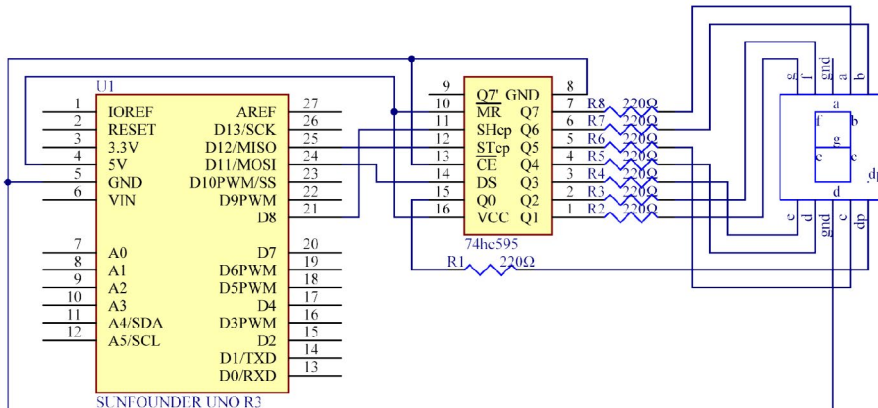 U1
1 IOREF AREF 27
2 RESET D13/SCK 26
3 3.3V D12/MISO 25
4 5V D11/MOSI 24
5 GND D10PWM/SS 23
6 VIN D9PWM 22
D8 21
7 A0 D7 20
8 A1 D6PWM 19
9 A2 D5PWM 18
10 A3 D4 17
11 A4/SDA D3PWM 16
12 A5/SCL D2 15
D1/TXD 14
D0/RXD 13
SUNFOUNDER UNO R3
9 Q7' GND 8
10 MR Q7 7 R8 220Ω
11 SHcp Q6 6 R7 220Ω
12 STcp Q5 5 R6 220Ω
13 CE Q4 4 R5 220Ω
14 DS Q3 3 R4 220Ω
15 Q0 Q2 2 R3 220Ω
16 VCC Q1 1 R2 220Ω
74hc595
R1 220Ω
g f gnd a b
a
f b
g
e c
dp
d
e d gnd c dp